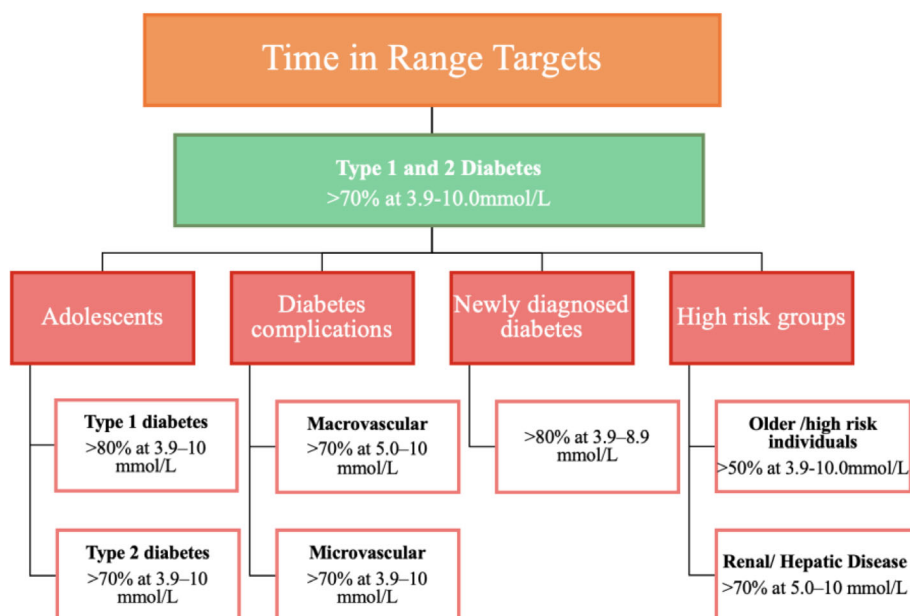 Time in Range Targets
Type 1 and 2 Diabetes
>70% at 3.9-10.0mmol/L
Adolescents
Diabetes
complications
Newly diagnosed
diabetes
High risk groups
Type 1 diabetes
>80% at 3.9–10
mmol/L
Type 2 diabetes
>70% at 3.9–10
mmol/L
Macrovascular
>70% at 5.0–10
mmol/L
Microvascular
>70% at 3.9–10
mmol/L
>80% at 3.9–8.9
mmol/L
Older /high risk
individuals
>50% at 3.9-10.0mmol/L
Renal/ Hepatic Disease
>70% at 5.0–10 mmol/L